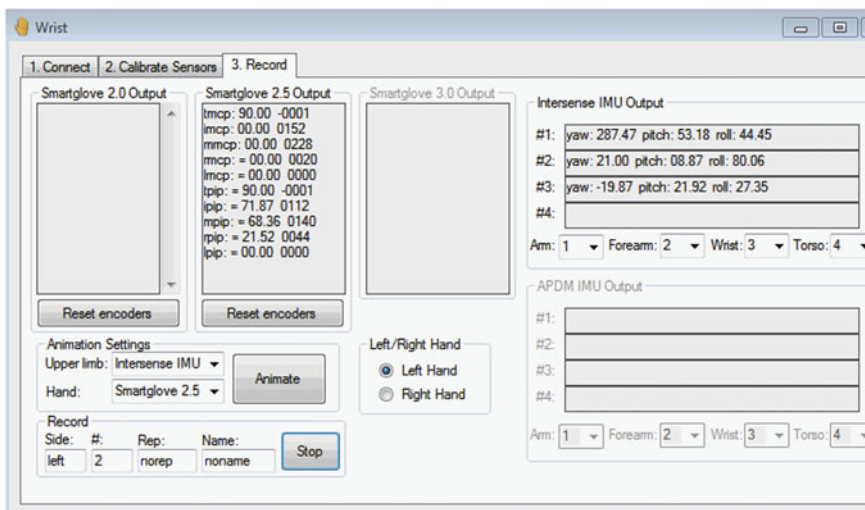 Wrist
1. Connect 2. Calibrate Sensors 3. Record
Smartglove 2.0 Output
Reset encoders
Smartglove 2.5 Output
tmcp: 90.00 -0001
imcp: 00.00 0152
mmcp: 00.00 0228
rmcp: = 00.00 0020
lmcp: = 00.00 0000
tpip: = 90.00 -0001
ipip: = 71.87 0112
mpip: = 68.36 0140
rpip: = 21.52 0044
lpip: = 00.00 0000
Reset encoders
Smartglove 3.0 Output
Intersense IMU Output
#1: yaw: 287.47 pitch: 53.18 roll: 44.45
#2: yaw: 21.00 pitch: 08.87 roll: 80.06
#3: yaw: -19.87 pitch: 21.92 roll: 27.35
#4:
Arm: 1 Forearm: 2 Wrist: 3 Torso: 4
APDM IMU Output
#1:
#2:
#3:
#4:
Arm: 1 Forearm: 2 Wrist: 3 Torso: 4
Animation Settings
Upper limb: Intersense IMU
Hand: Smartglove 2.5
Animate
Left/Right Hand
Left Hand
Right Hand
Record
Side: #: Rep: Name:
left 2 norep noname
Stop